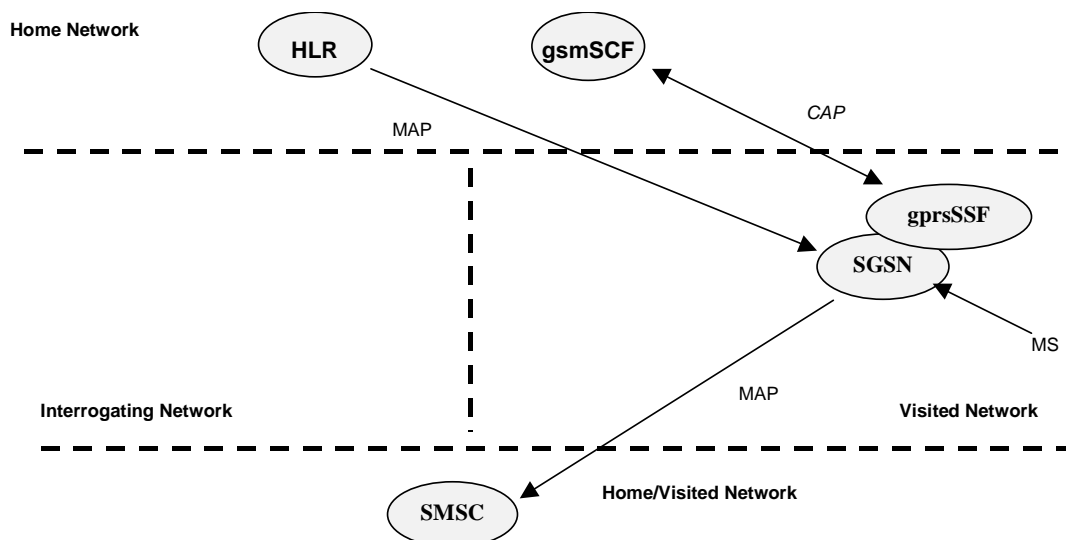 Home Network
HLR
gsmSCF
CAP
MAP
gprsSSF
SGSN
MS
MAP
Interrogating Network
Visited Network
Home/Visited Network
SMSC